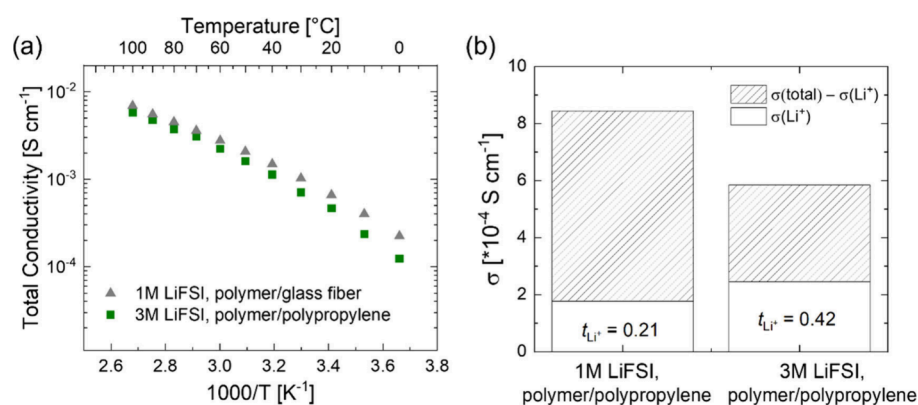 (a)
Temperature [°C]
100 80 60 40 20 0
Total Conductivity [S cm⁻¹]
10⁻²
10⁻³
10⁻⁴
1M LiFSI, polymer/glass fiber
3M LiFSI, polymer/polypropylene
2.6 2.8 3.0 3.2 3.4 3.6 3.8
1000/T [K⁻¹]
(b)
σ [*10⁻⁴ S cm⁻¹]
10
8
6
4
2
0
σ(total) – σ(Li⁺)
σ(Li⁺)
t_Li⁺ = 0.21
t_Li⁺ = 0.42
1M LiFSI,
polymer/polypropylene
3M LiFSI,
polymer/polypropylene